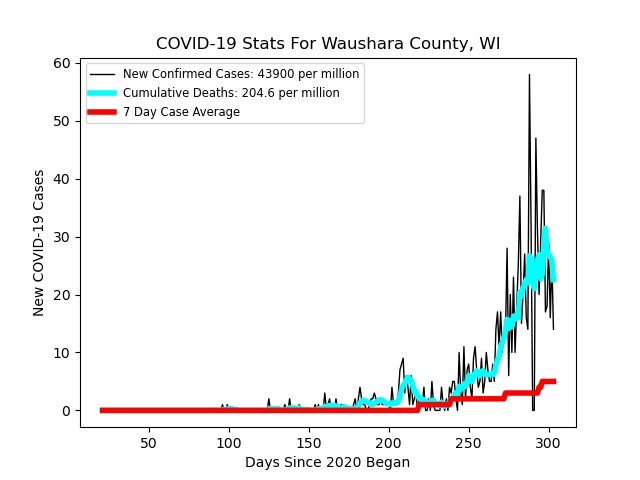 COVID-19 Stats For Waushara County, WI
New Confirmed Cases: 43900 per million
Cumulative Deaths: 204.6 per million
7 Day Case Average
New COVID-19 Cases
60
50
40
30
20
10
0
50 100 150 200 250 300
Days Since 2020 Began